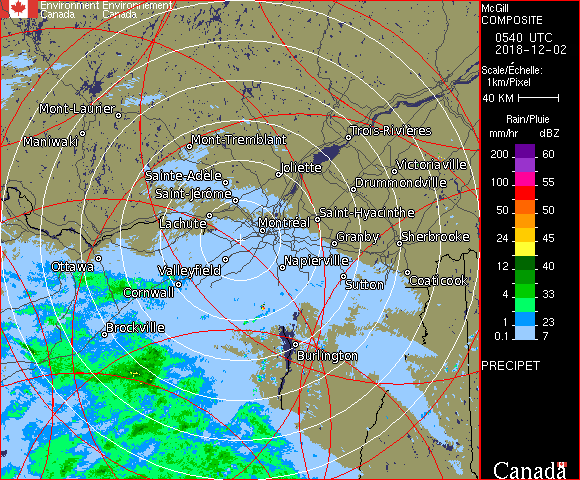 Environment Environnement
Canada Canada
McGill
COMPOSITE
0540 UTC
2018-12-02
Scale/Échelle:
1km/Pixel
40 KM
Rain/Pluie
mm/hr dBZ
200 60
100 55
50 50
24 45
12 40
4 33
1 23
0.1 7
PRECIPET
Canada
Mont-Laurier
Maniwaki
Mont-Tremblant
Trois-Rivières
Joliette
Victoriaville
Sainte-Adèle
Drummondville
Saint-Jérôme
Saint-Hyacinthe
Lachute
Montréal
Granby
Sherbrooke
Ottawa
Valleyfield
Napierville
Coaticook
Cornwall
Sutton
Brockville
Burlington